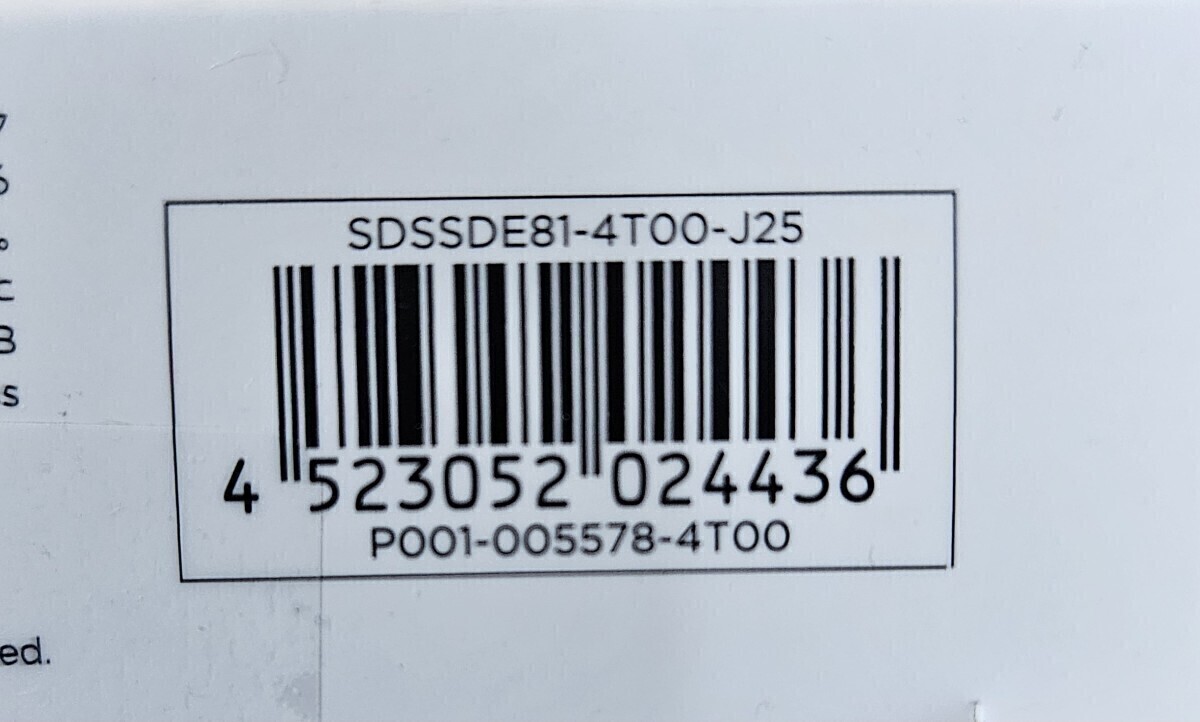 SDSSDE81-4T00-J25
4 523052 024436
P001-005578-4T00
B
s
ed.